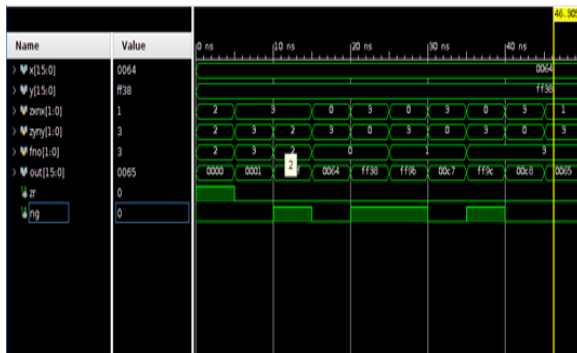 46.905
Name Value 0 ns 10 ns 20 ns 30 ns 40 ns
x[15:0] 0064 0064
y[15:0] ff38 ff38
zxnx[1:0] 1 2 3 0 3 0 3 0 3 1
zyny[1:0] 3 2 3 2 3 0 3 0 3 0 3
fno[1:0] 3 2 3 2 0 1 3
out[15:0] 0065 0000 0001 0064 ff38 ff9b 00c7 ff9c 00c8 0065
2
zr 0
ng 0